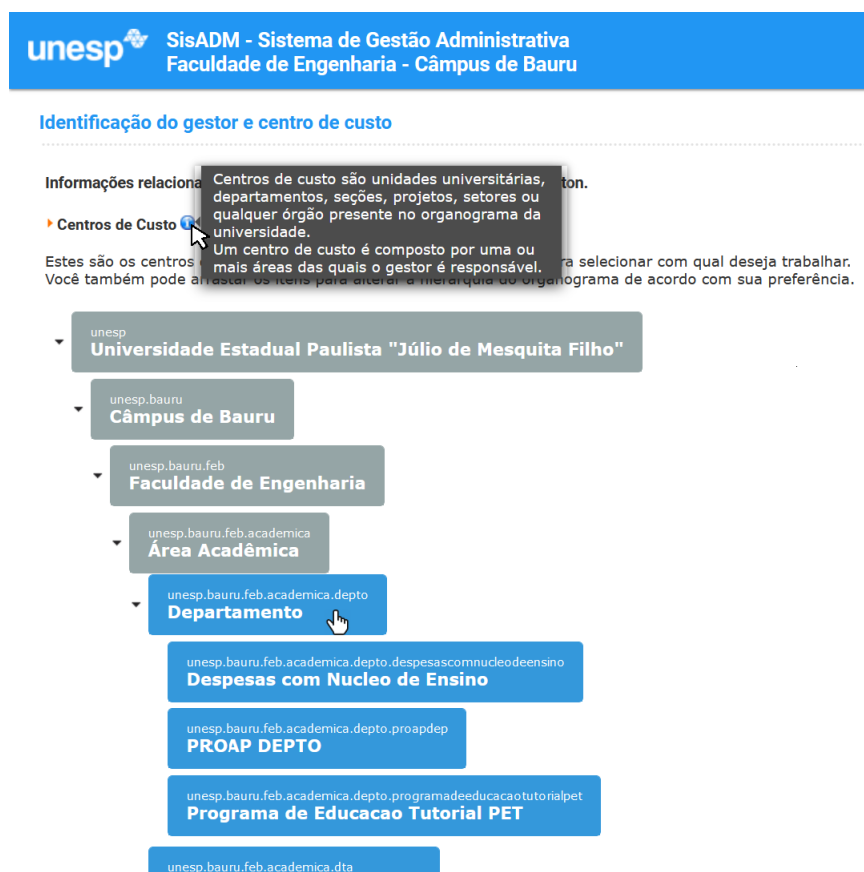 unesp
SisADM - Sistema de Gestão Administrativa
Faculdade de Engenharia - Câmpus de Bauru
Identificação do gestor e centro de custo
Informações relaciona
ton.
Centros de custo são unidades universitárias,
departamentos, seções, projetos, setores ou
qualquer órgão presente no organograma da
universidade.
Um centro de custo é composto por uma ou
mais áreas das quais o gestor é responsável.
Centros de Custo
Estes são os centros
ra selecionar com qual deseja trabalhar.
Você também pode arrastar os itens para alterar a hierarquia do organograma de acordo com sua preferência.
unesp
Universidade Estadual Paulista "Júlio de Mesquita Filho"
unesp.bauru
Câmpus de Bauru
unesp.bauru.feb
Faculdade de Engenharia
unesp.bauru.feb.academica
Área Acadêmica
unesp.bauru.feb.academica.depto
Departamento
unesp.bauru.feb.academica.depto.despesascomnucleodeensino
Despesas com Nucleo de Ensino
unesp.bauru.feb.academica.depto.proapdep
PROAP DEPTO
unesp.bauru.feb.academica.depto.programadeeducacaotutorialpet
Programa de Educacao Tutorial PET
unesp.bauru.feb.academica.dta